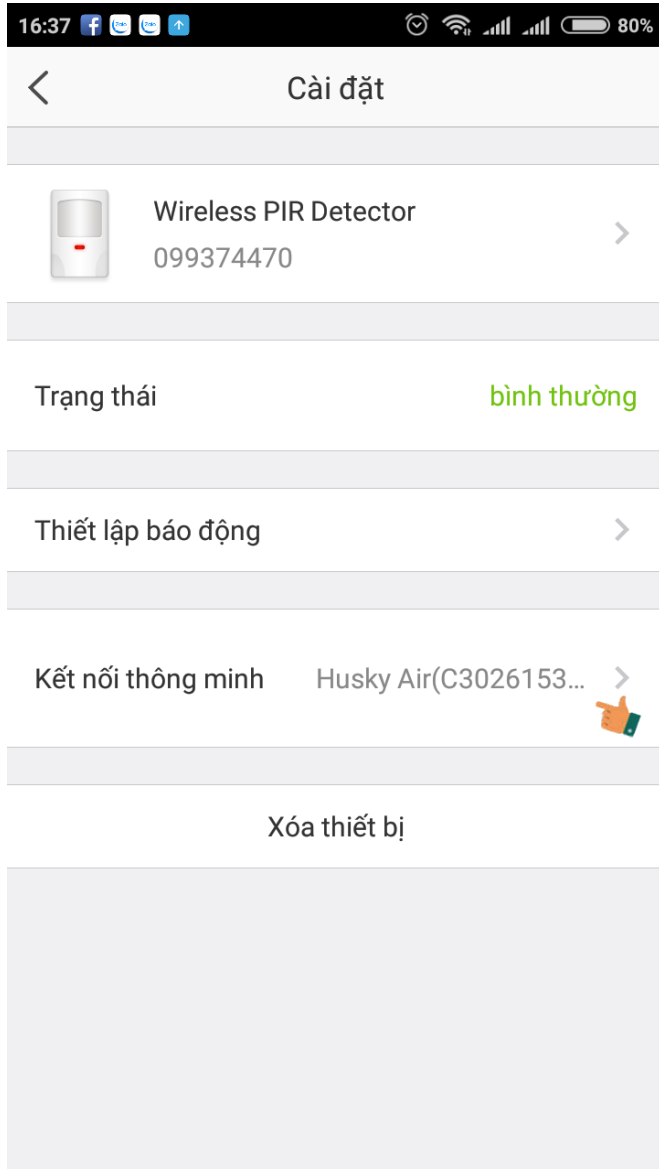 16:37 80%
Cài đặt
Wireless PIR Detector
099374470
Trạng thái bình thường
Thiết lập báo động
Kết nối thông minh Husky Air(C3026153...
Xóa thiết bị